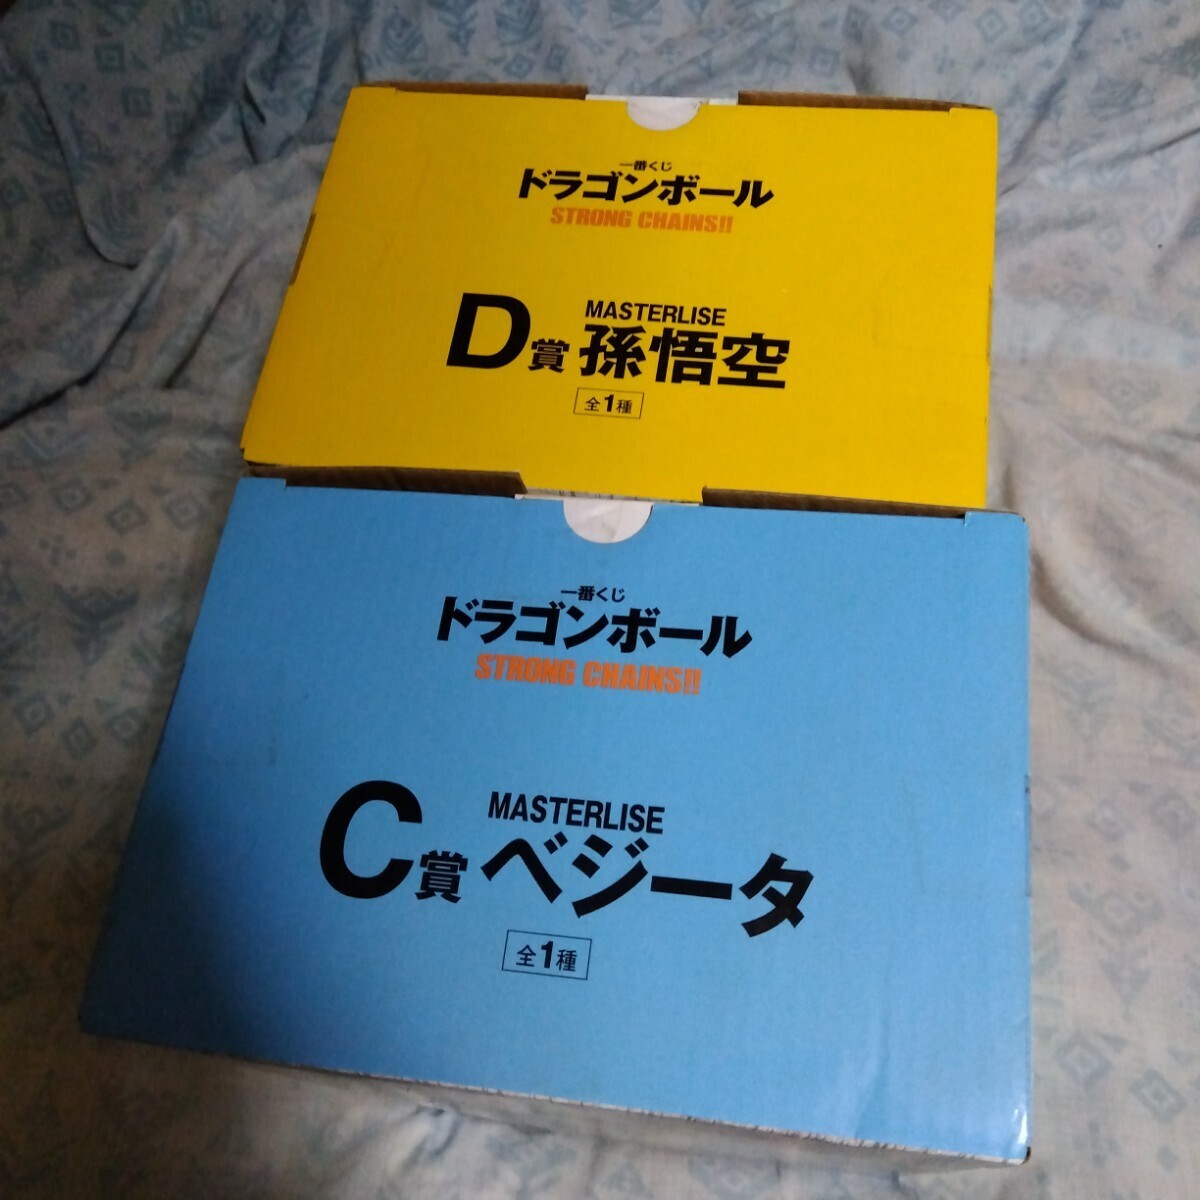 一番くじ
ドラゴンボール
STRONG CHAINS!!
MASTERLISE
D賞 孫悟空
全1種
一番くじ
ドラゴンボール
STRONG CHAINS!!
MASTERLISE
C賞 ベジータ
全1種